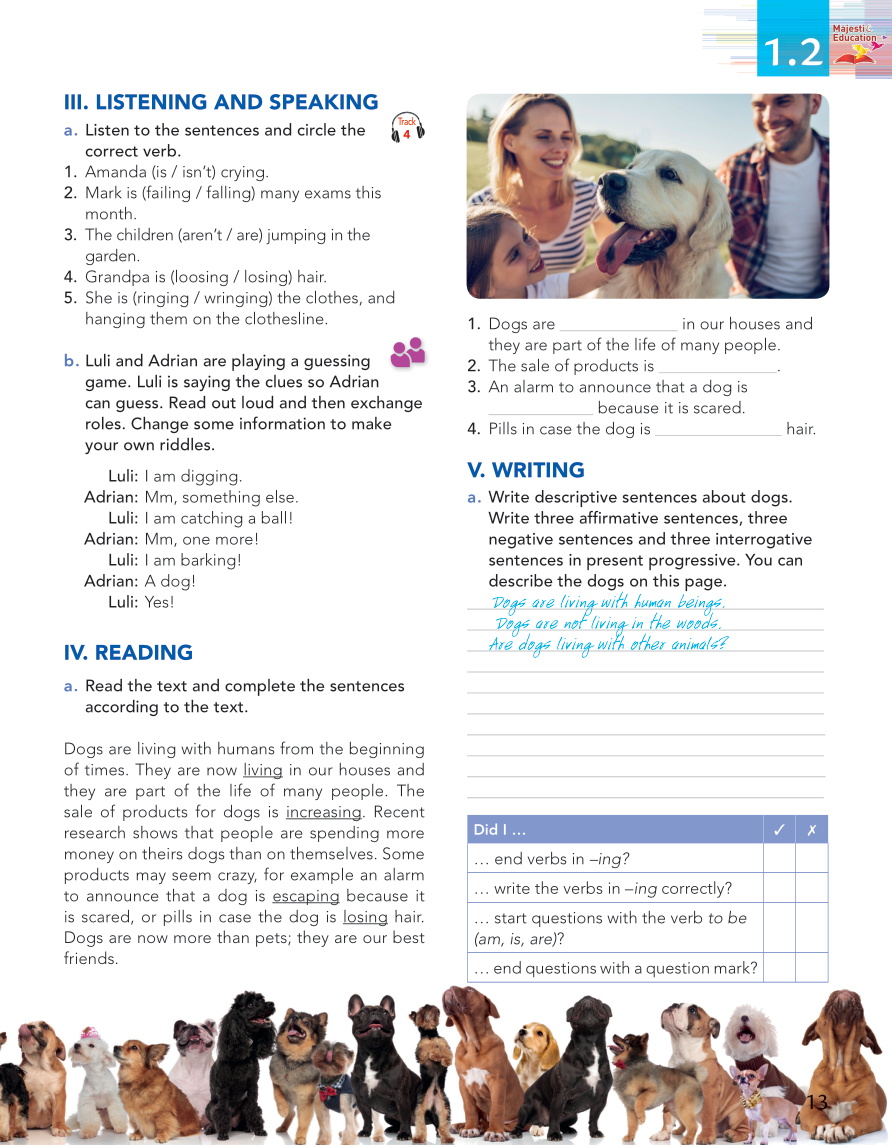 1.2
Majestic
Education
III. LISTENING AND SPEAKING
a. Listen to the sentences and circle the
correct verb.
Track
4
1. Amanda (is / isn’t) crying.
2. Mark is (failing / falling) many exams this
month.
3. The children (aren’t / are) jumping in the
garden.
4. Grandpa is (loosing / losing) hair.
5. She is (ringing / wringing) the clothes, and
hanging them on the clothesline.
b. Luli and Adrian are playing a guessing
game. Luli is saying the clues so Adrian
can guess. Read out loud and then exchange
roles. Change some information to make
your own riddles.
Luli: I am digging.
Adrian: Mm, something else.
Luli: I am catching a ball!
Adrian: Mm, one more!
Luli: I am barking!
Adrian: A dog!
Luli: Yes!
IV. READING
a. Read the text and complete the sentences
according to the text.
Dogs are living with humans from the beginning
of times. They are now living in our houses and
they are part of the life of many people. The
sale of products for dogs is increasing. Recent
research shows that people are spending more
money on theirs dogs than on themselves. Some
products may seem crazy, for example an alarm
to announce that a dog is escaping because it
is scared, or pills in case the dog is losing hair.
Dogs are now more than pets; they are our best
friends.
1. Dogs are ______________ in our houses and
they are part of the life of many people.
2. The sale of products is ______________.
3. An alarm to announce that a dog is
____________ because it is scared.
4. Pills in case the dog is _______________ hair.
V. WRITING
a. Write descriptive sentences about dogs.
Write three affirmative sentences, three
negative sentences and three interrogative
sentences in present progressive. You can
describe the dogs on this page.
Dogs are living with human beings.
Dogs are not living in the woods.
Are dogs living with other animals?
Did I … ✓ ✗
… end verbs in –ing?
… write the verbs in –ing correctly?
… start questions with the verb to be
(am, is, are)?
… end questions with a question mark?
13